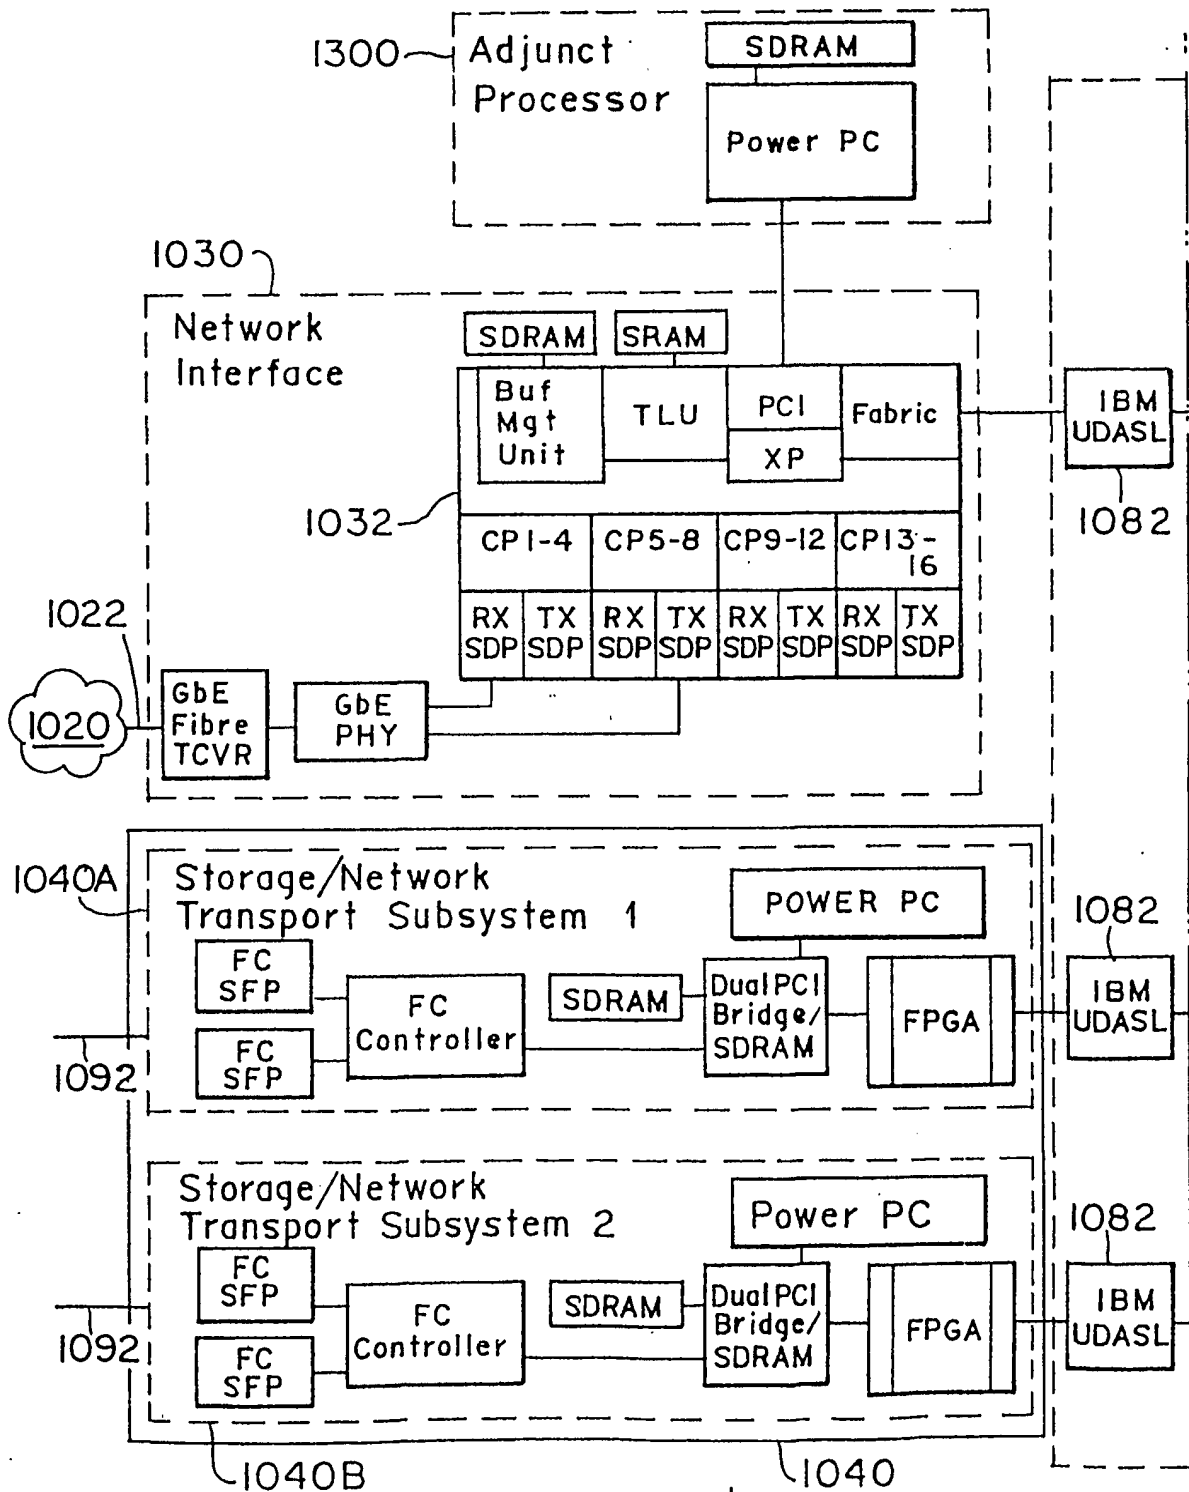 1300
Adjunct
Processor
SDRAM
Power PC
1030
Network
Interface
SDRAM
SRAM
Buf
Mgt
Unit
TLU
PCI
XP
Fabric
IBM
UDASL
1082
1032
CP1-4
CP5-8
CP9-12
CP13-
16
RX
SDP
TX
SDP
RX
SDP
TX
SDP
RX
SDP
TX
SDP
RX
SDP
TX
SDP
1022
1020
GbE
Fibre
TCVR
GbE
PHY
1040A
Storage/Network
Transport Subsystem 1
POWER PC
FC
SFP
FC
SFP
FC
Controller
SDRAM
Dual PCI
Bridge/
SDRAM
FPGA
1082
IBM
UDASL
1092
Storage/Network
Transport Subsystem 2
Power PC
FC
SFP
FC
SFP
FC
Controller
SDRAM
Dual PCI
Bridge/
SDRAM
FPGA
1082
IBM
UDASL
1092
1040B
1040